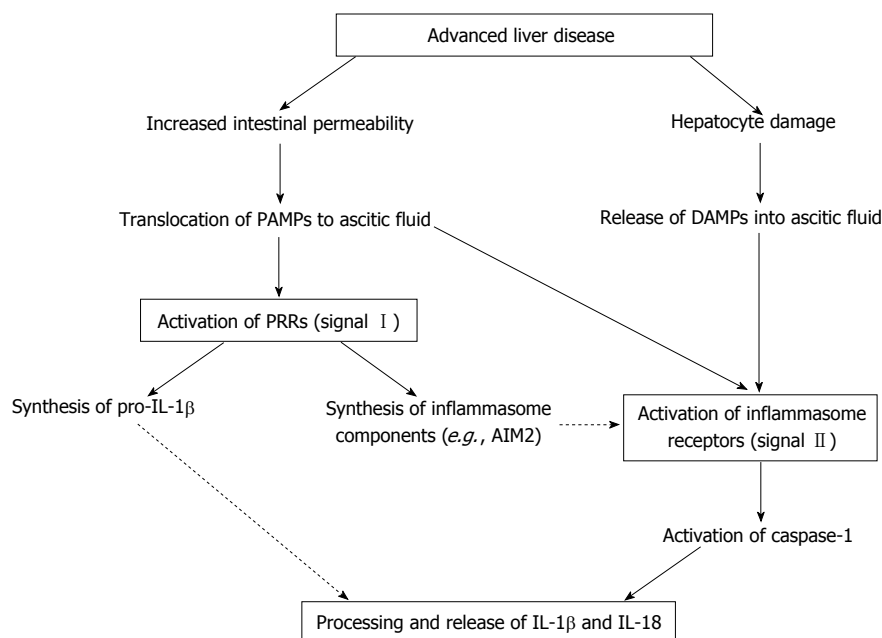 Advanced liver disease
Increased intestinal permeability
Hepatocyte damage
Translocation of PAMPs to ascitic fluid
Release of DAMPs into ascitic fluid
Activation of PRRs (signal Ⅰ)
Synthesis of pro-IL-1β
Synthesis of inflammasome
components (e.g., AIM2)
Activation of inflammasome
receptors (signal Ⅱ)
Activation of caspase-1
Processing and release of IL-1β and IL-18